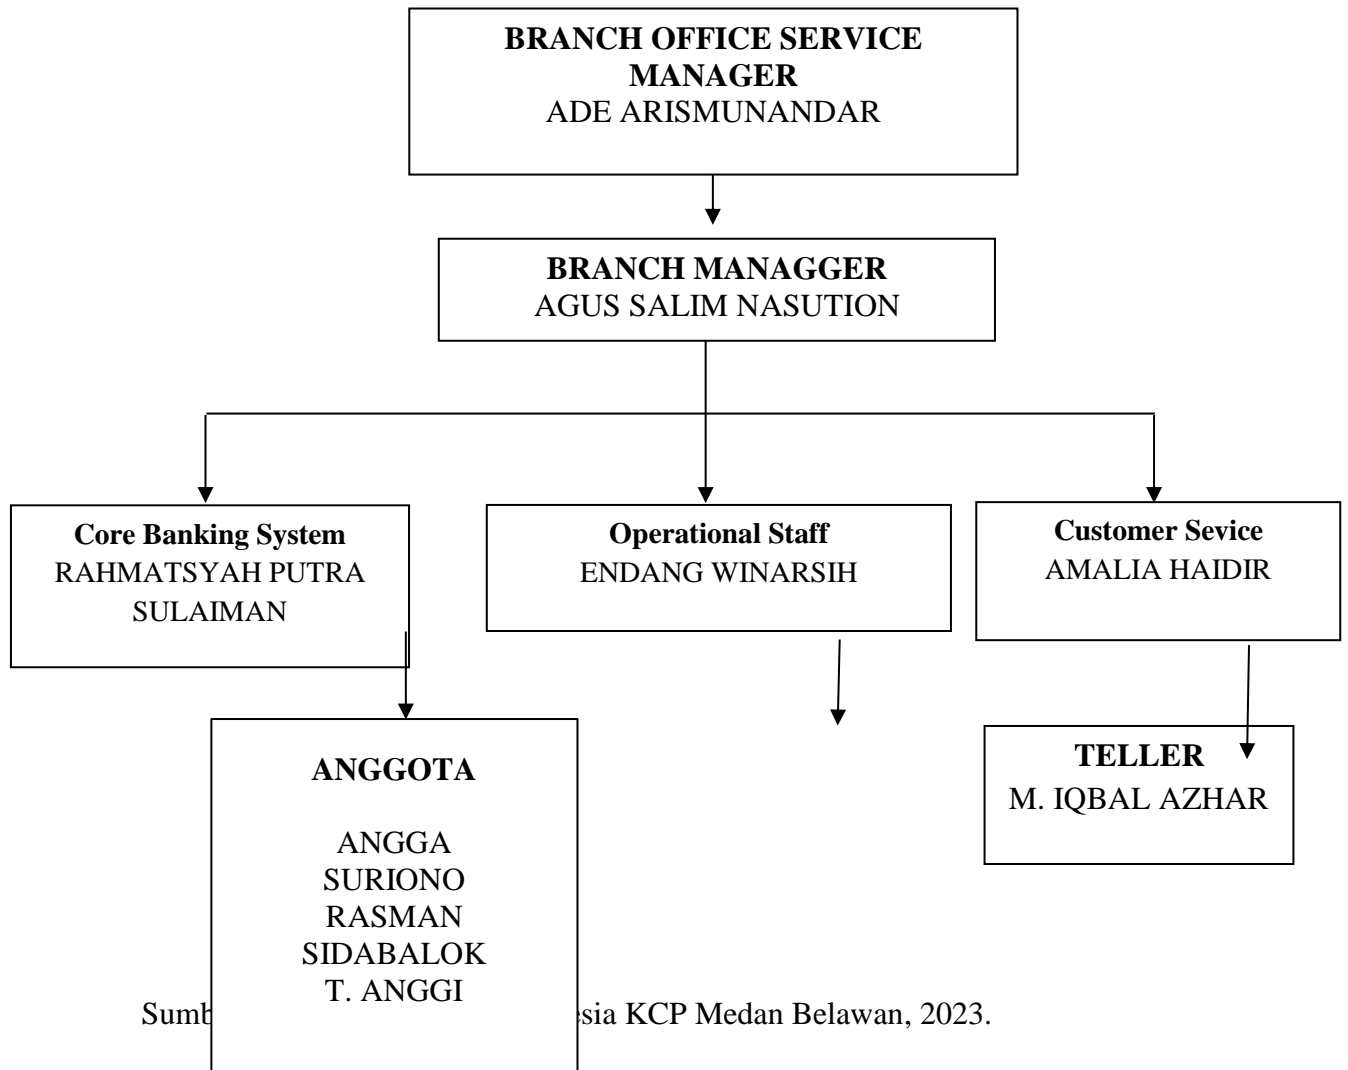 BRANCH OFFICE SERVICE
MANAGER
ADE ARISMUNANDAR
BRANCH MANAGGER
AGUS SALIM NASUTION
Core Banking System
RAHMATSYAH PUTRA
SULAIMAN
Operational Staff
ENDANG WINARSIH
Customer Sevice
AMALIA HAIDIR
ANGGOTA
ANGGA
SURIONO
RASMAN
SIDABALOK
T. ANGGI
TELLER
M. IQBAL AZHAR
Sumb esia KCP Medan Belawan, 2023.